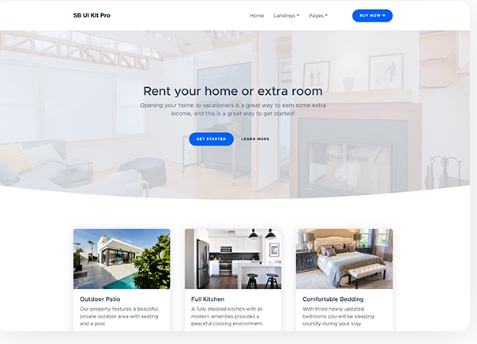 SB UI Kit Pro
Home Landings Pages BUY NOW
Rent your home or extra room
Opening your home to vacationers is a great way to earn some extra
income, and this is a great way to get started!
GET STARTED LEARN MORE
Outdoor Patio
Our property features a beautiful,
private outdoor area with seating
and a pool.
Full Kitchen
A fully stocked kitchen with all
modern amenities provides a
peaceful cooking environment.
Comfortable Bedding
With three newly updated
bedrooms you will be sleeping
soundly during your stay.